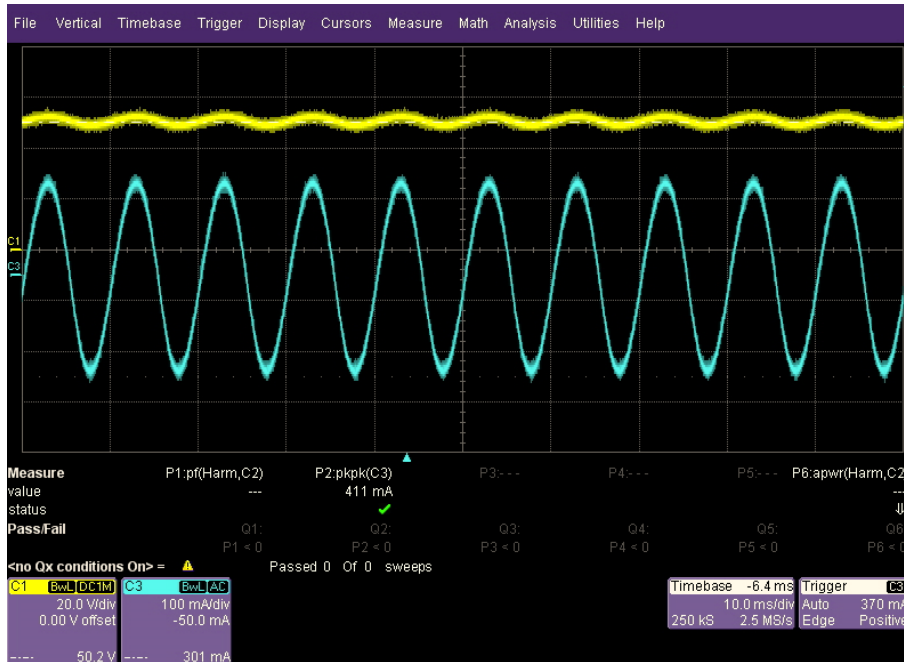 File Vertical Timebase Trigger Display Cursors Measure Math Analysis Utilities Help
C1
C3
Measure P1:pf(Harm,C2) P2:pkpk(C3) P3:--- P4:--- P5:--- P6:apwr(Harm,C2
value --- 411 mA ---
status
Pass/Fail Q1: Q2: Q3: Q4: Q5: Q6
P1 < 0 P2 < 0 P3 < 0 P4 < 0 P5 < 0 P6 < 0
<no Qx conditions On> = Passed 0 Of 0 sweeps
C1 BwL DC1M C3 BwL AC Timebase -6.4 ms Trigger C3
20.0 V/div 100 mA/div 10.0 ms/div Auto 370 mA
0.00 V offset -50.0 mA 250 kS 2.5 MS/s Edge Positive
50.2 V 301 mA